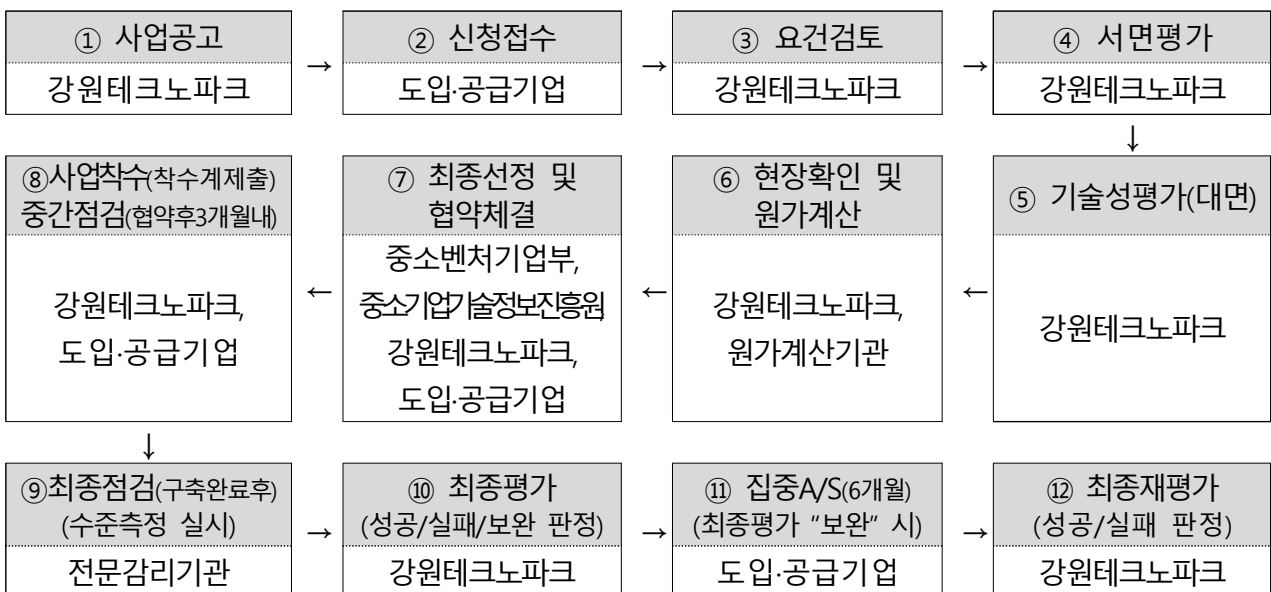 ① 사업공고
강원테크노파크
→
② 신청접수
도입·공급기업
→
③ 요건검토
강원테크노파크
→
④ 서면평가
강원테크노파크
↓
⑤ 기술성평가(대면)
강원테크노파크
←
⑥ 현장확인 및
원가계산
강원테크노파크,
원가계산기관
←
⑦ 최종선정 및
협약체결
중소벤처기업부,
중소기업기술정보진흥원,
강원테크노파크,
도입·공급기업
←
⑧사업착수(착수계제출)
중간점검(협약후3개월내)
강원테크노파크,
도입·공급기업
↓
⑨최종점검(구축완료후)
(수준측정 실시)
전문감리기관
→
⑩ 최종평가
(성공/실패/보완 판정)
강원테크노파크
→
⑪ 집중A/S(6개월)
(최종평가 "보완" 시)
도입·공급기업
→
⑫ 최종재평가
(성공/실패 판정)
강원테크노파크